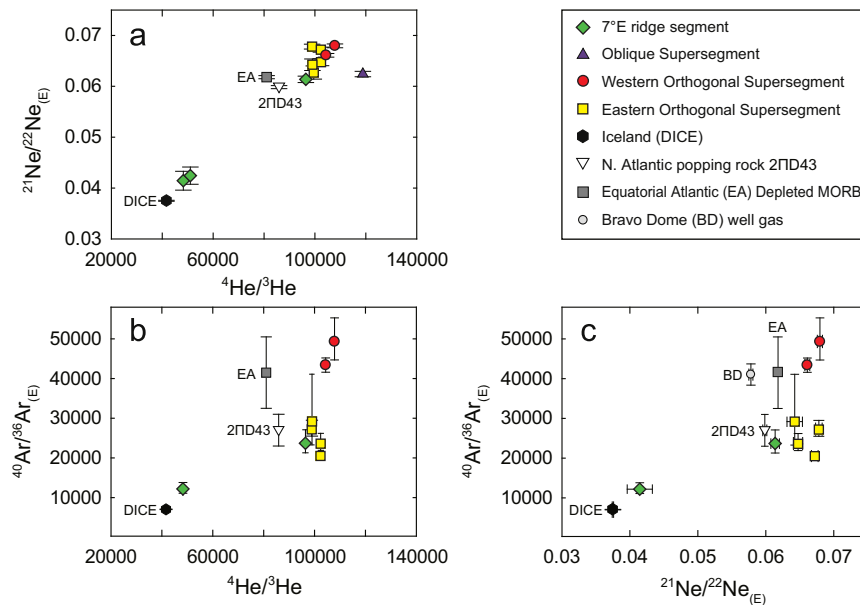 a
0.07
0.06
0.05
0.04
0.03
²¹Ne/²²Ne(E)
EA
2ΠD43
DICE
20000 60000 100000 140000
⁴He/³He
7°E ridge segment
Oblique Supersegment
Western Orthogonal Supersegment
Eastern Orthogonal Supersegment
Iceland (DICE)
N. Atlantic popping rock 2ΠD43
Equatorial Atlantic (EA) Depleted MORB
Bravo Dome (BD) well gas
b
50000
40000
30000
20000
10000
⁴⁰Ar/³⁶Ar(E)
EA
2ΠD43
DICE
20000 60000 100000 140000
⁴He/³He
c
50000
40000
30000
20000
10000
⁴⁰Ar/³⁶Ar(E)
EA
BD
2ΠD43
DICE
0.03 0.04 0.05 0.06 0.07
²¹Ne/²²Ne(E)